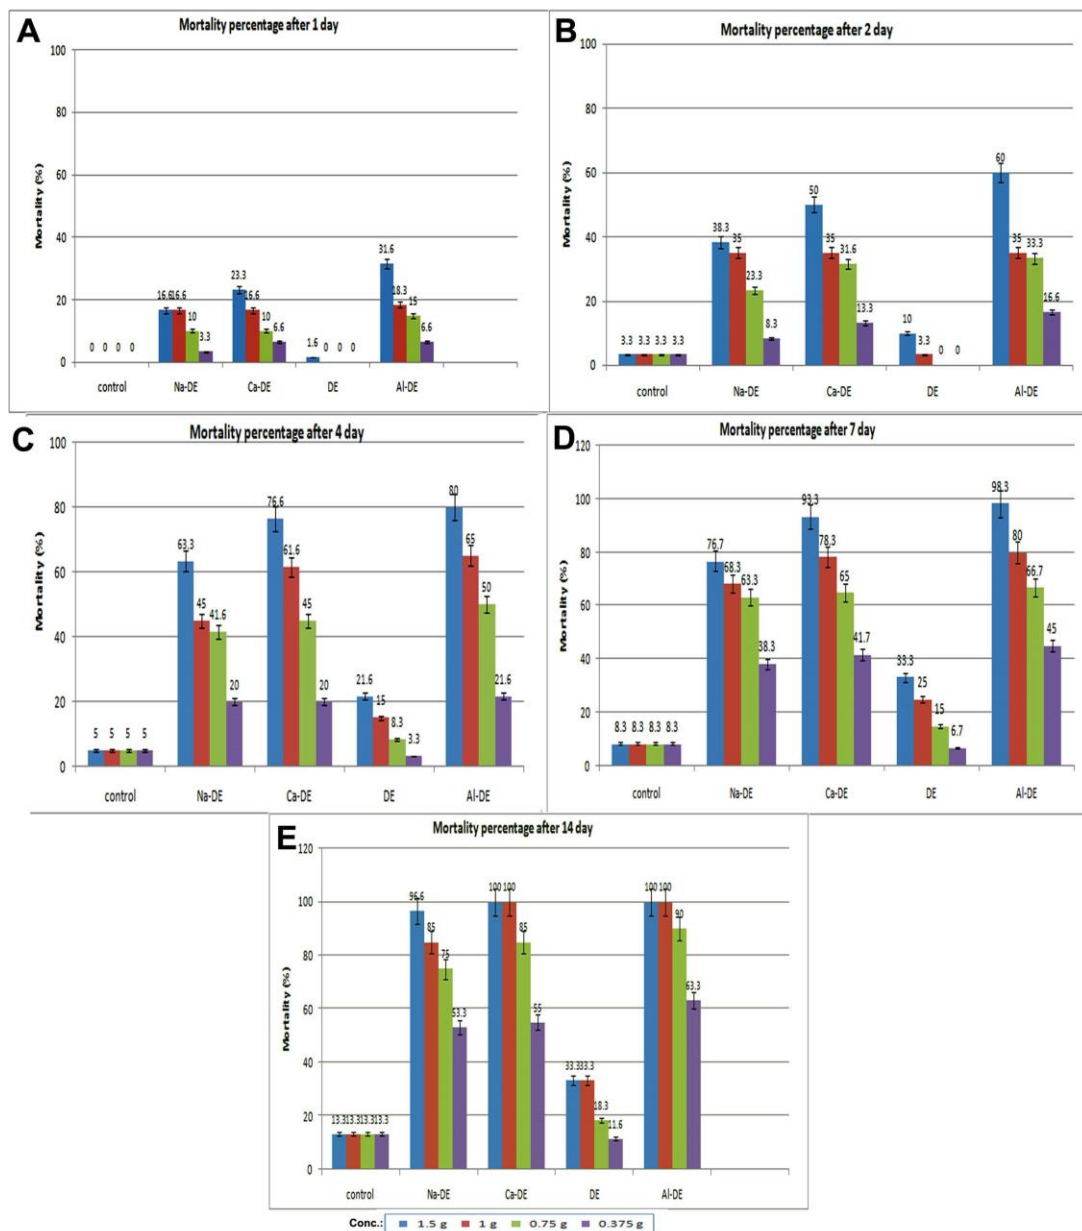 A
Mortality percentage after 1 day
Mortality (%)
100
80
60
40
20
0
0 0 0 0
16.6 16.6 10 3.3
23.3 16.6 10 6.6
1.6 0 0 0
31.6 18.3 15 6.6
control Na-DE Ca-DE DE Al-DE
B
Mortality percentage after 2 day
Mortality (%)
100
80
60
40
20
0
3.3 3.3 3.3 3.3
38.3 35 23.3 8.3
50 35 31.6 13.3
10 3.3 0 0
60 35 33.3 16.6
control Na-DE Ca-DE DE Al-DE
C
Mortality percentage after 4 day
Mortality (%)
100
80
60
40
20
0
5 5 5 5
63.3 45 41.6 20
76.6 61.6 45 20
21.6 15 8.3 3.3
80 65 50 21.6
control Na-DE Ca-DE DE Al-DE
D
Mortality percentage after 7 day
Mortality (%)
120
100
80
60
40
20
0
8.3 8.3 8.3 8.3
76.7 68.3 63.3 38.3
93.3 78.3 65 41.7
33.3 25 15 6.7
98.3 80 66.7 45
control Na-DE Ca-DE DE Al-DE
E
Mortality percentage after 14 day
Mortality (%)
120
100
80
60
40
20
0
13.3 13.3 13.3 13.3
96.6 85 75 53.3
100 100 85 55
33.3 33.3 18.3 11.6
100 100 90 63.3
control Na-DE Ca-DE DE Al-DE
Conc.: 1.5 g 1 g 0.75 g 0.375 g